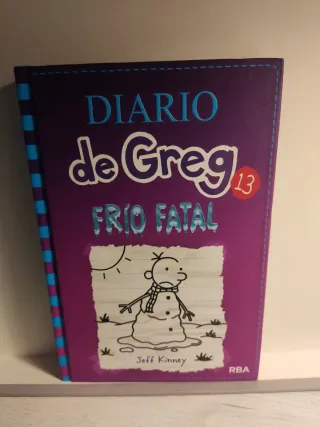 DIARIO
de Greg
13
FRÍO FATAL
Jeff Kinney
RBA